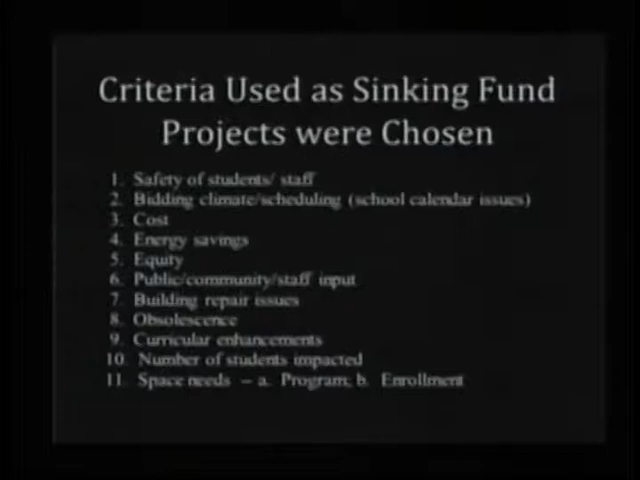 Criteria Used as Sinking Fund
Projects were Chosen
1. Safety of students/ staff
2. Bidding climate/scheduling (school calendar issues)
3. Cost
4. Energy savings
5. Equity
6. Public/community/staff input
7. Building repair issues
8. Obsolescence
9. Curricular enhancements
10. Number of students impacted
11. Space needs – a. Program; b. Enrollment